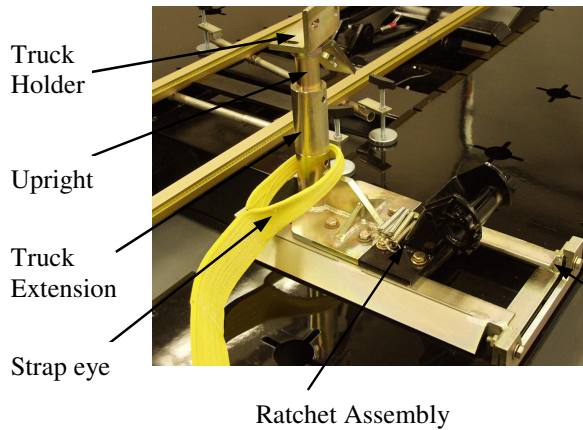 Truck
Holder
Upright
Truck
Extension
Strap eye
Ratchet Assembly